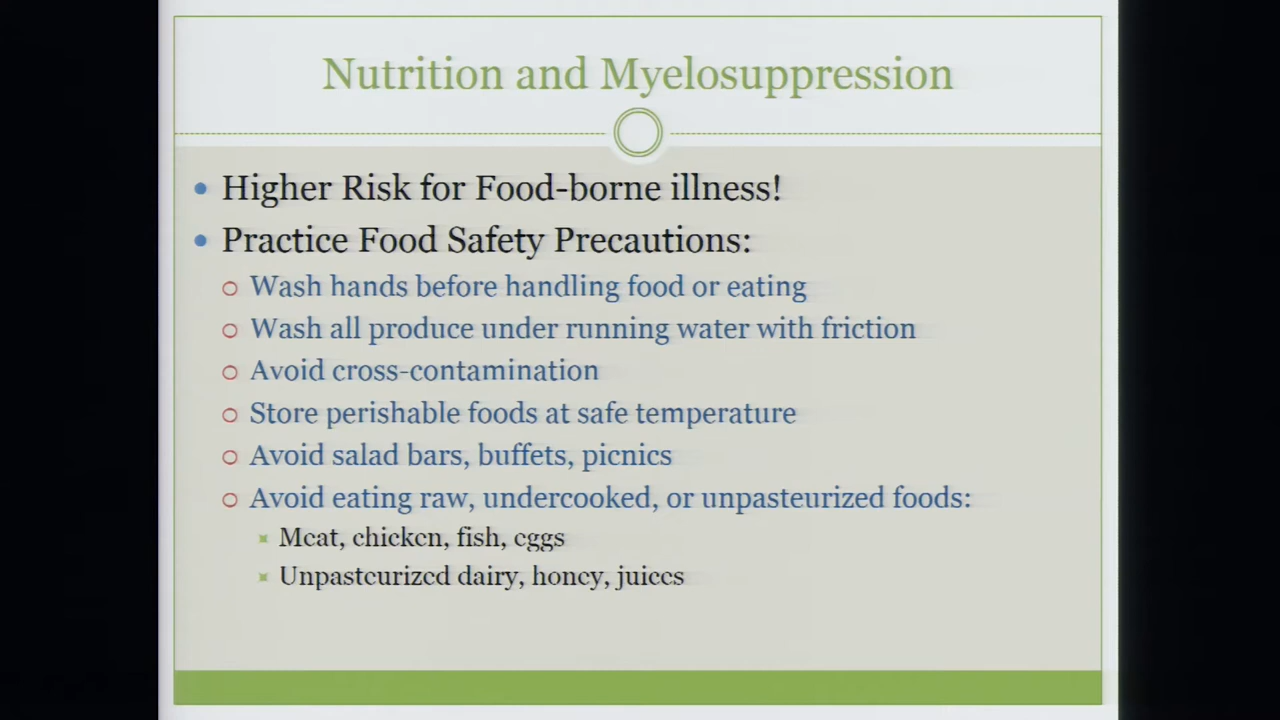 Nutrition and Myelosuppression
Higher Risk for Food-borne illness!
Practice Food Safety Precautions:
Wash hands before handling food or eating
Wash all produce under running water with friction
Avoid cross-contamination
Store perishable foods at safe temperature
Avoid salad bars, buffets, picnics
Avoid eating raw, undercooked, or unpasteurized foods:
Meat, chicken, fish, eggs
Unpasteurized dairy, honey, juices